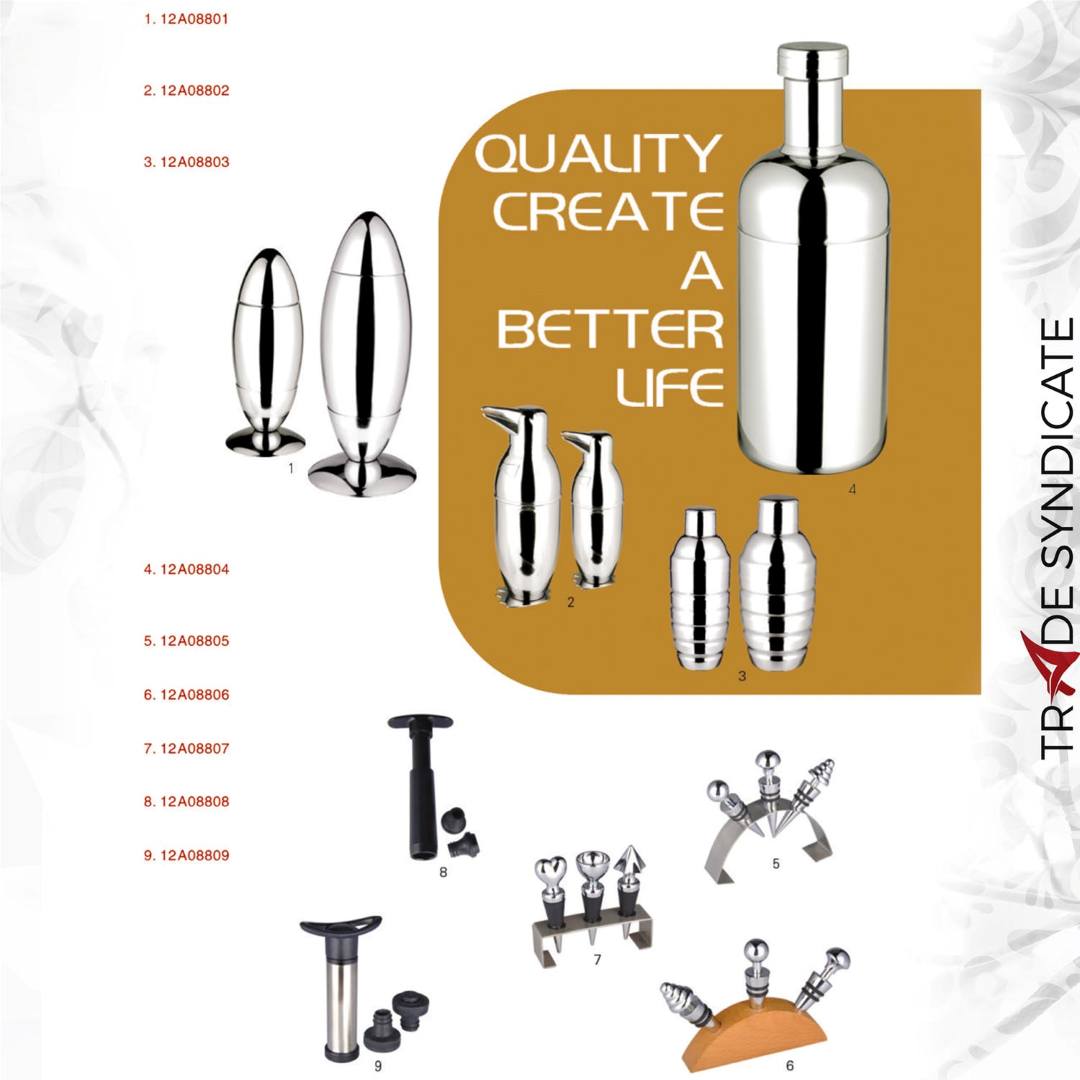 1. 12A08801
2. 12A08802
3. 12A08803
QUALITY
CREATE
A
BETTER
LIFE
1
2
3
4
4. 12A08804
5. 12A08805
6. 12A08806
7. 12A08807
8. 12A08808
9. 12A08809
8
5
7
9
6
TRADE SYNDICATE